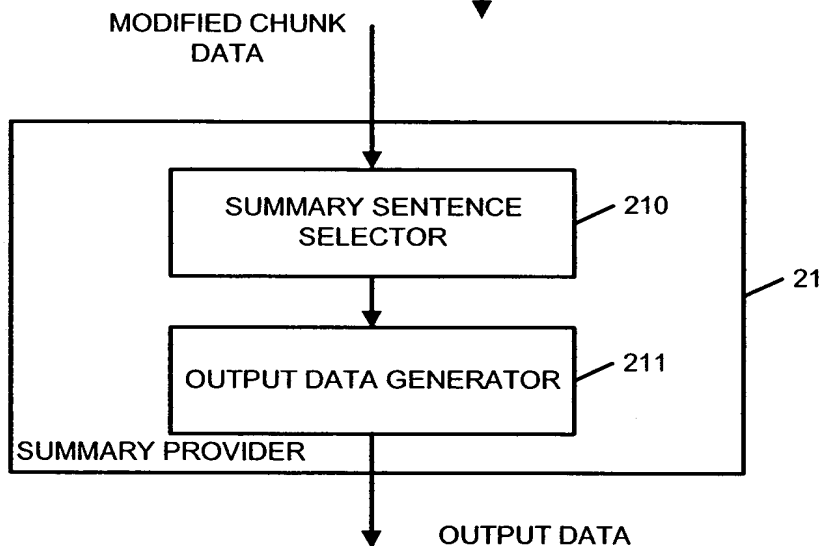 MODIFIED CHUNK
DATA
SUMMARY SENTENCE
SELECTOR
210
21
OUTPUT DATA GENERATOR
211
SUMMARY PROVIDER
OUTPUT DATA